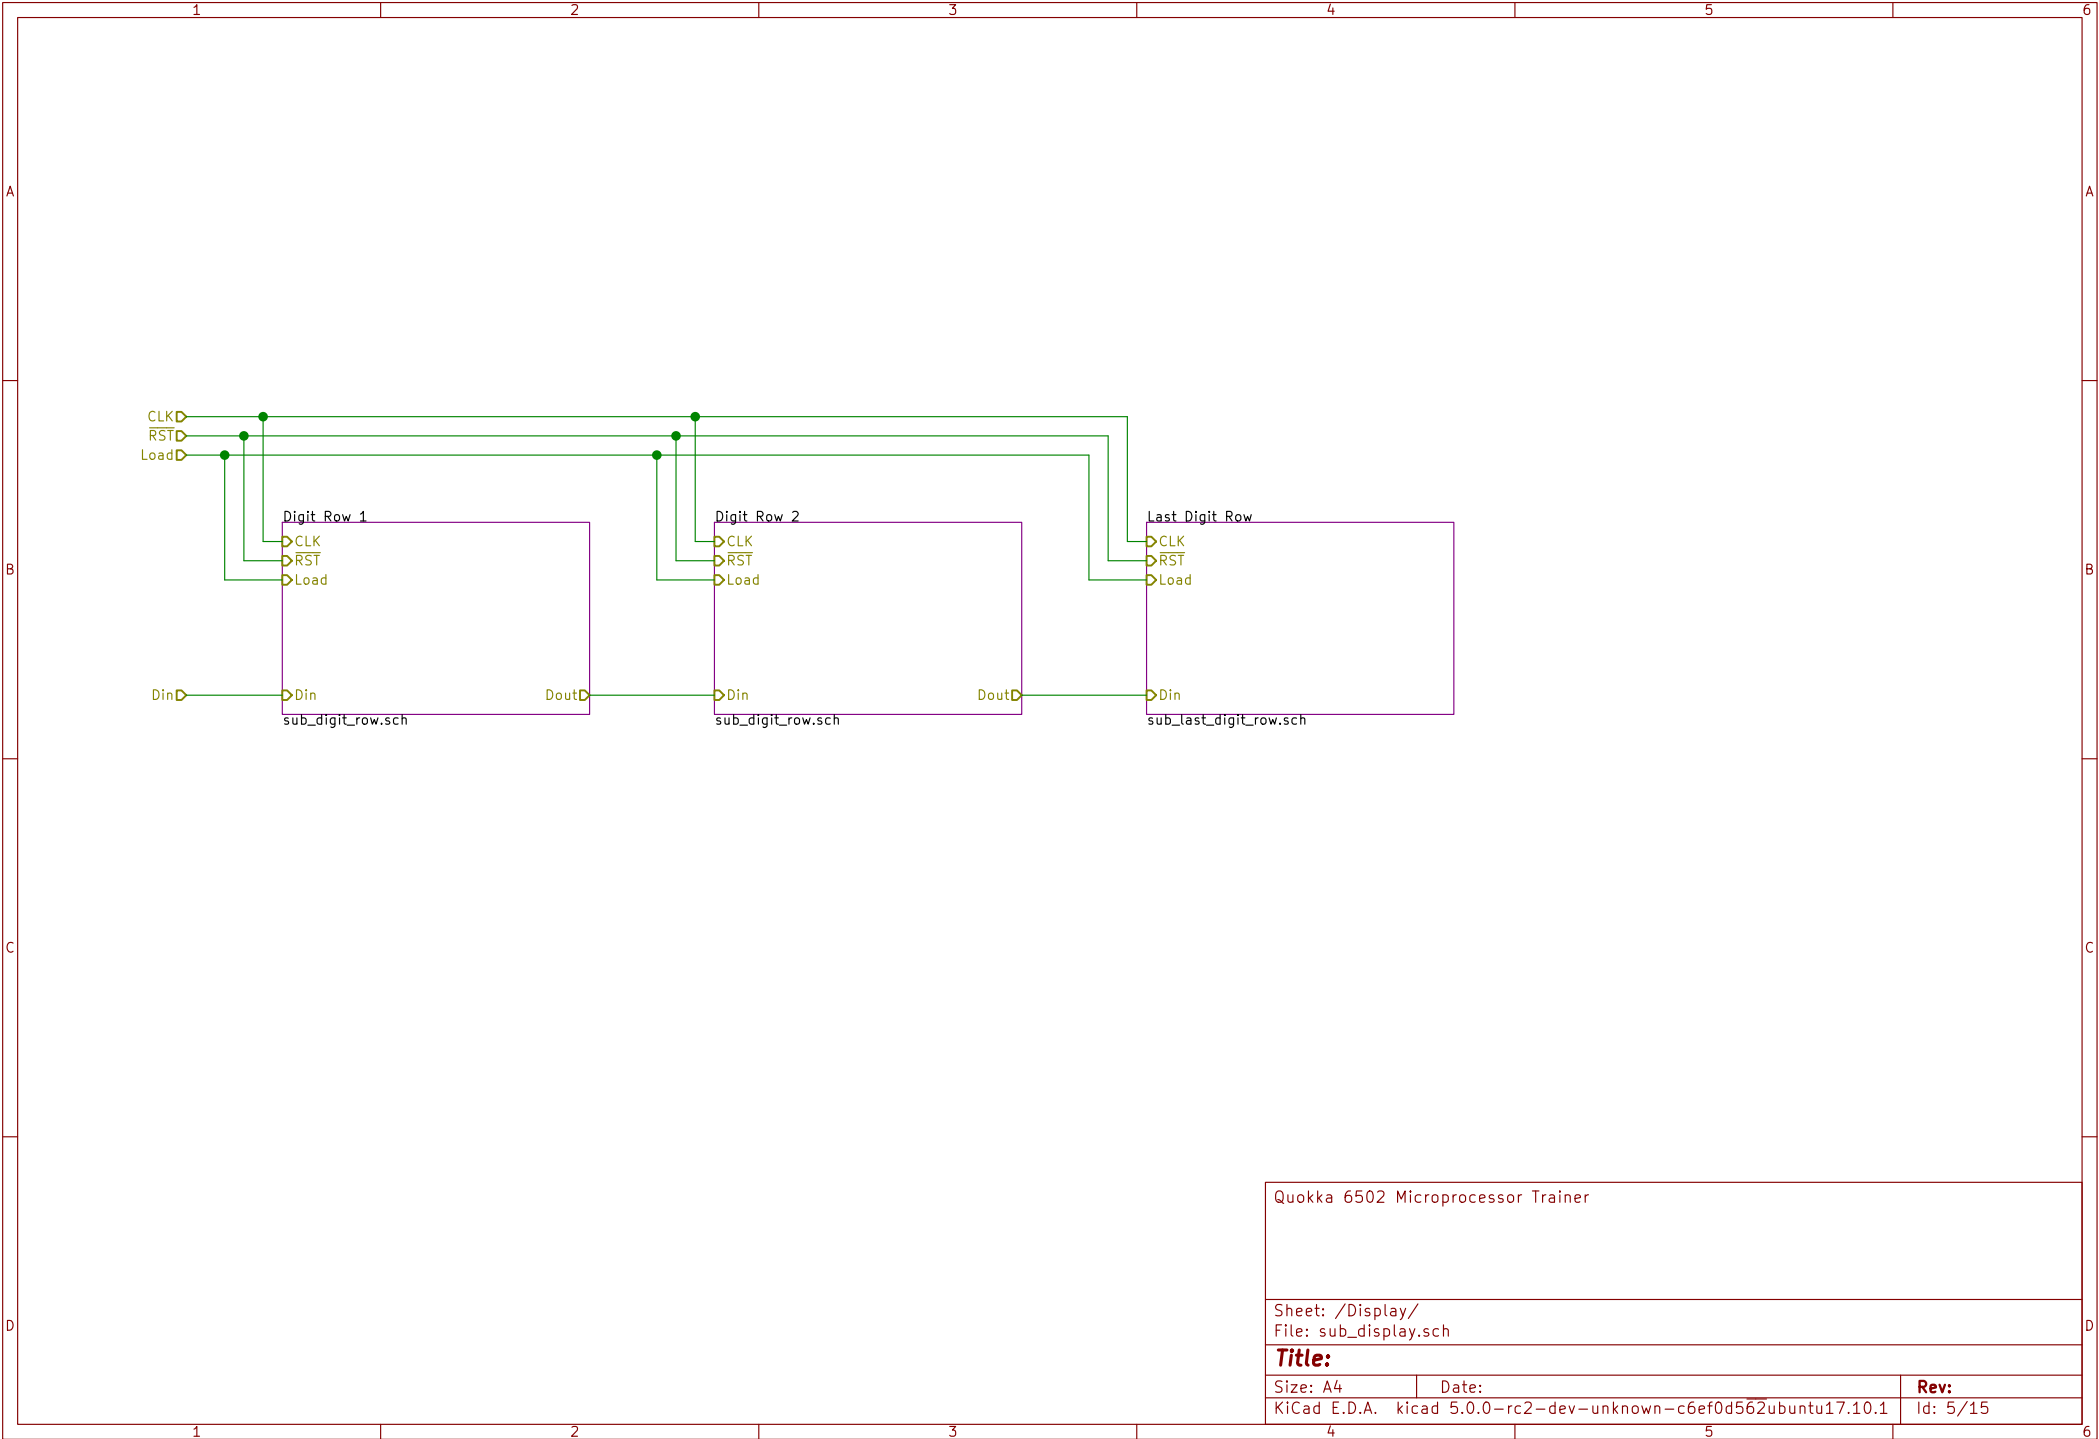 1 2 3 4 5 6
A A
CLK
RST
Load
Digit Row 1 Digit Row 2 Last Digit Row
CLK CLK CLK
RST RST RST
B B
Load Load Load
Din Din Dout Din Dout Din
sub_digit_row.sch sub_digit_row.sch sub_last_digit_row.sch
C C
Quokka 6502 Microprocessor Trainer
Sheet: /Display/
D D
File: sub_display.sch
Title:
Size: A4 Date: Rev:
KiCad E.D.A. kicad 5.0.0-rc2-dev-unknown-c6ef0d562ubuntu17.10.1 Id: 5/15
1 2 3 4 5 6